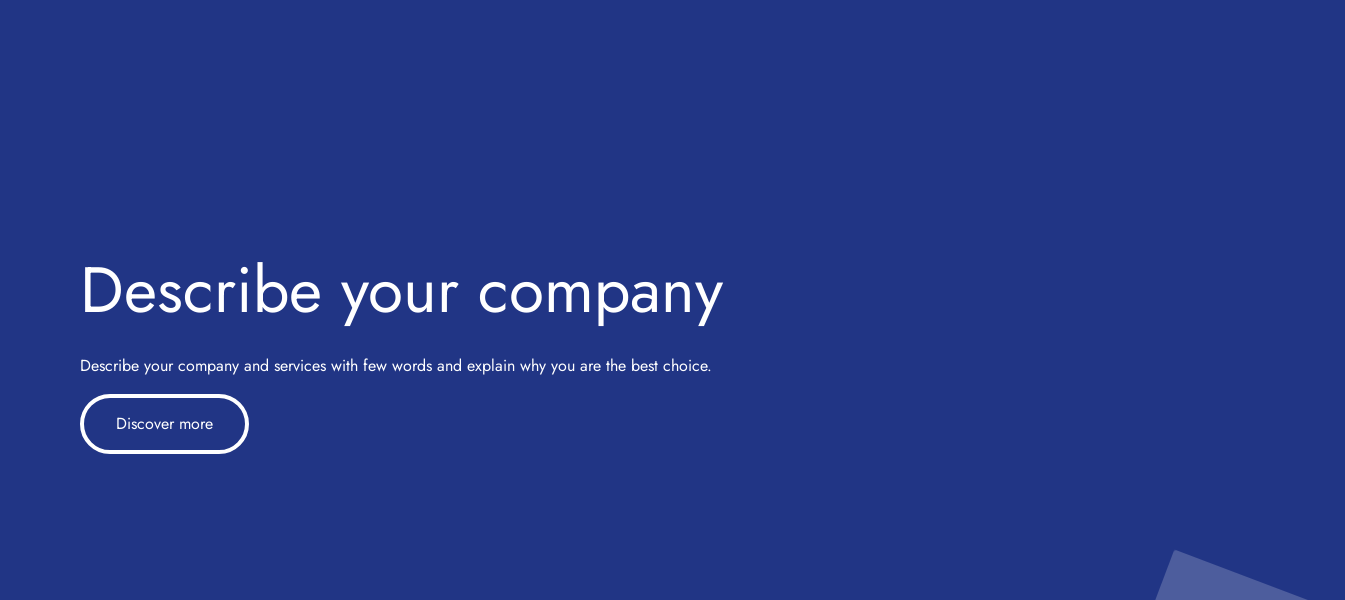 Describe your company
Describe your company and services with few words and explain why you are the best choice.
Discover more